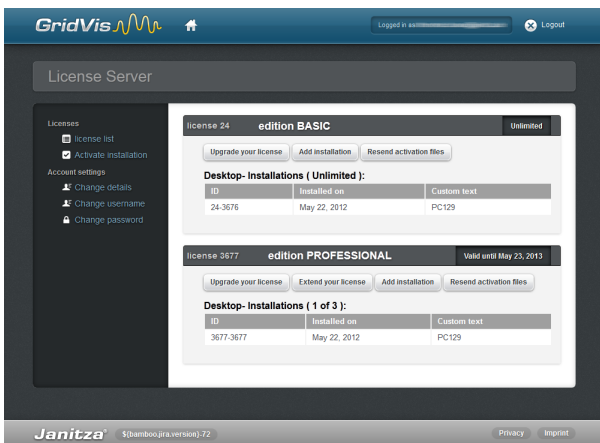 GridVis
Logged in as
Logout
License Server
Licenses
license list
Activate installation
Account settings
Change details
Change username
Change password
license 24 edition BASIC Unlimited
Upgrade your license Add installation Resend activation files
Desktop- Installations ( Unlimited ):
ID Installed on Custom text
24-3676 May 22, 2012 PC129
license 3677 edition PROFESSIONAL Valid until May 23, 2013
Upgrade your license Extend your license Add installation Resend activation files
Desktop- Installations ( 1 of 3 ):
ID Installed on Custom text
3677-3677 May 22, 2012 PC129
Janitza® ${bamboo.jira.version}-72 Privacy Imprint